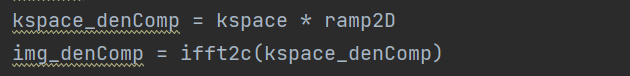 kspace_denComp = kspace * ramp2D
img_denComp = ifft2c(kspace_denComp)